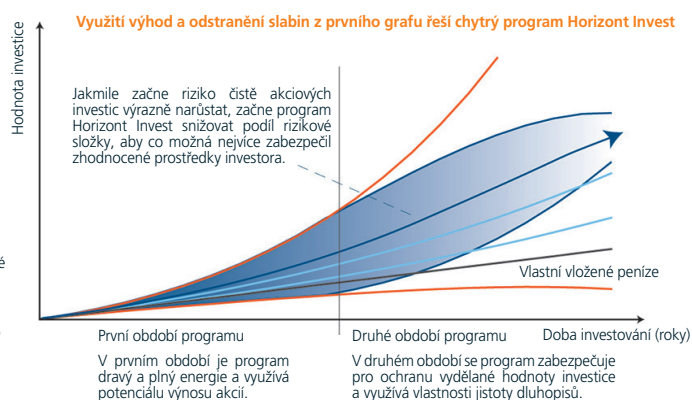 Využití výhod a odstranění slabin z prvního grafu řeší chytrý program Horizont Invest
Hodnota investice
Jakmile začne riziko čistě akciových
investic výrazně narůstat, začne program
Horizont Invest snižovat podíl rizikové
složky, aby co možná nejvíce zabezpečil
zhodnocené prostředky investora.
é
Vlastní vložené peníze
První období programu
Druhé období programu
Doba investování (roky)
V prvním období je program
dravý a plný energie a využívá
potenciálu výnosu akcií.
V druhém období se program zabezpečuje
pro ochranu vydělané hodnoty investice
a využívá vlastnosti jistoty dluhopisů.